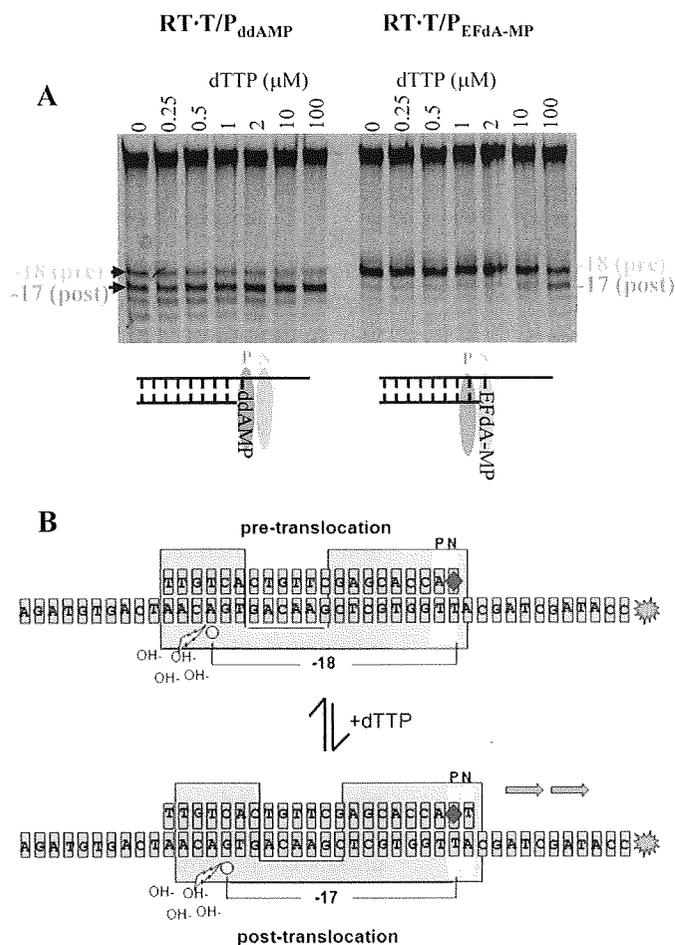 RT·T/PddAMP
RT·T/PEFdA-MP
A
dTTP (µM)
dTTP (µM)
0 0.25 0.5 1 2 10 100
0 0.25 0.5 1 2 10 100
-18 (pre)
-17 (post)
-18 (pre)
-17 (post)
P N
P N
ddAMP
EFdA-MP
B
pre-translocation
P N
TTGTCACTGTTCGAGCACCA
AGATGTGACTAACAGTGACAAGCTCGTGGTTACGATCGATACC
OH- OH-
OH- OH-
-18
+dTTP
P N
TTGTCACTGTTCGAGCACCA T
AGATGTGACTAACAGTGACAAGCTCGTGGTTACGATCGATACC
OH- OH-
OH- OH-
-17
post-translocation